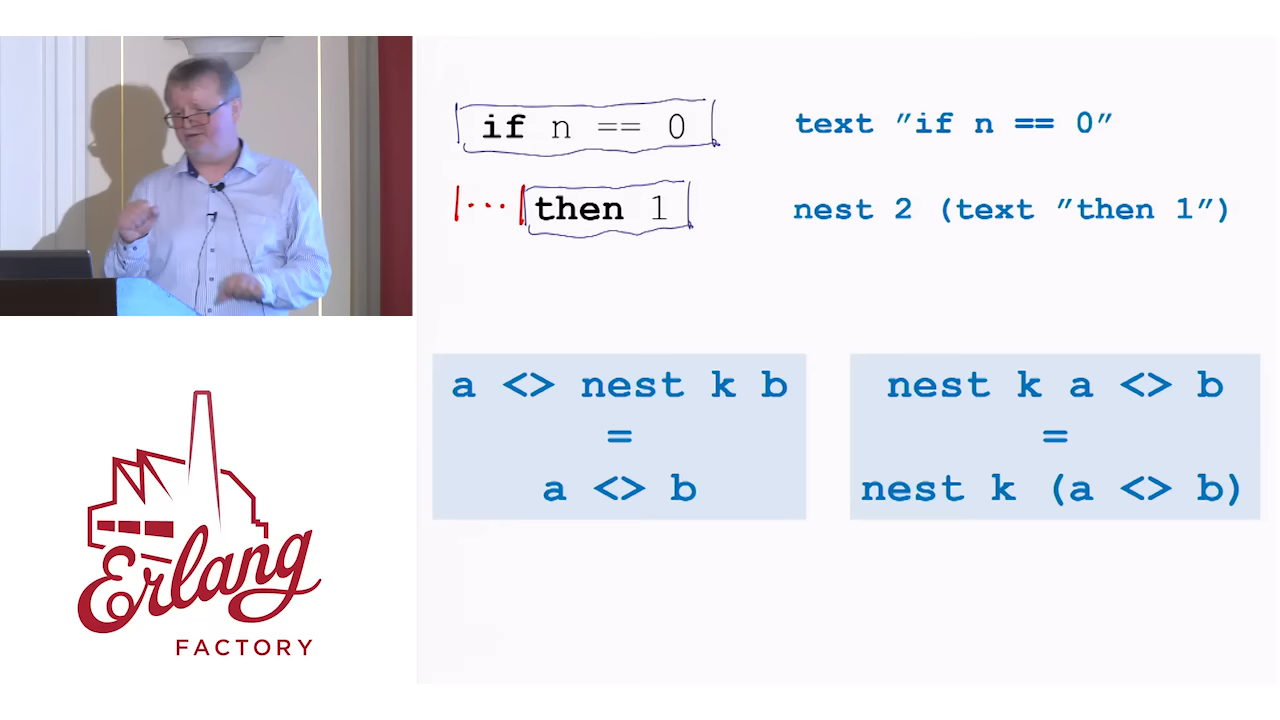 if n == 0
text "if n == 0"
|...| then 1
nest 2 (text "then 1")
a <> nest k b
=
a <> b
nest k a <> b
=
nest k (a <> b)
Erlang
FACTORY